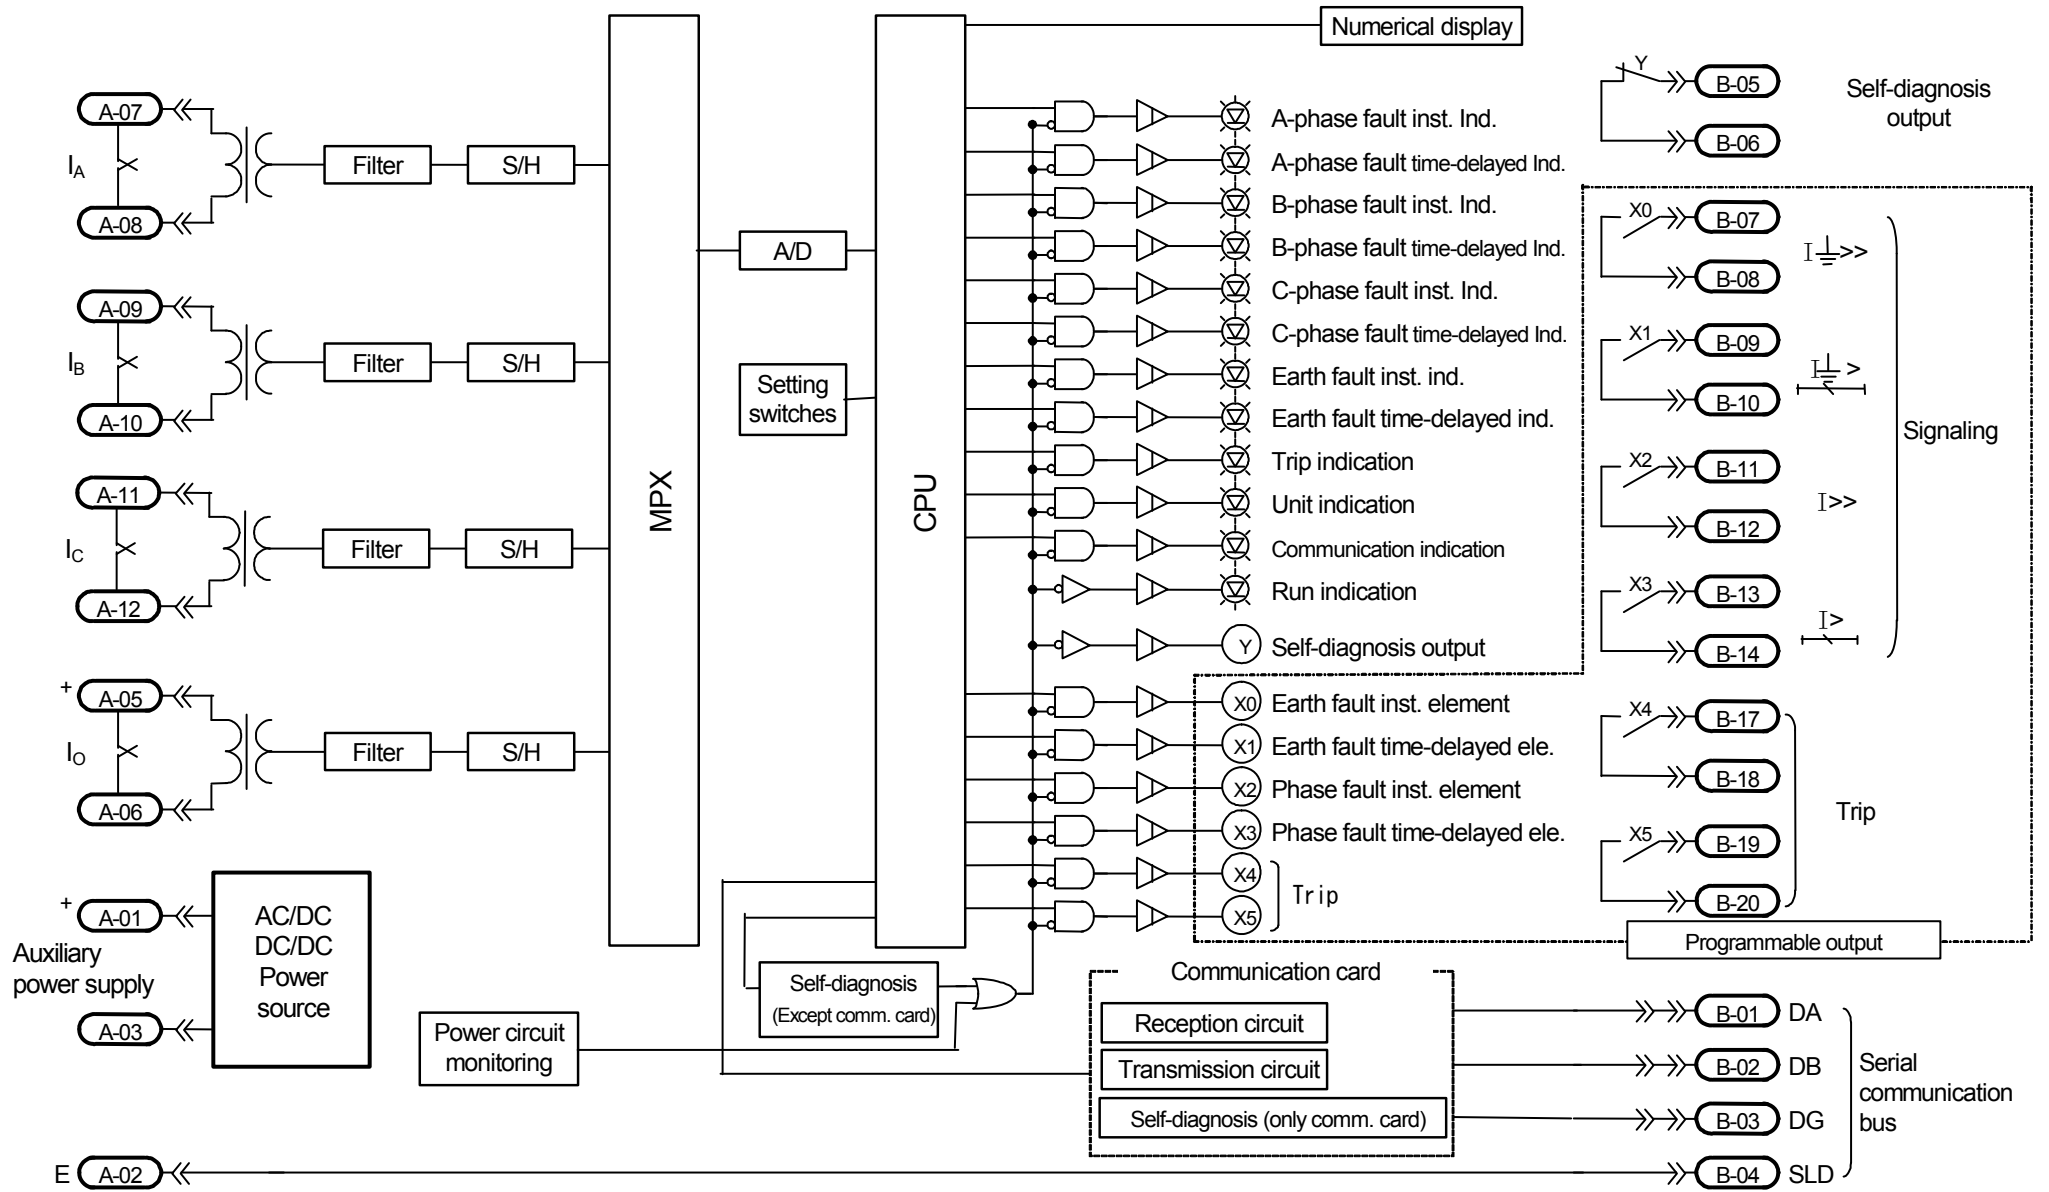 Numerical display
A-07
I_A
A-08
Filter
S/H
A-09
I_B
A-10
Filter
S/H
A-11
I_C
A-12
Filter
S/H
+
A-05
I_O
A-06
Filter
S/H
+
A-01
Auxiliary
power supply
A-03
AC/DC
DC/DC
Power
source
E
A-02
MPX
A/D
Setting
switches
CPU
Self-diagnosis
(Except comm. card)
Power circuit
monitoring
A-phase fault inst. Ind.
A-phase fault time-delayed Ind.
B-phase fault inst. Ind.
B-phase fault time-delayed Ind.
C-phase fault inst. Ind.
C-phase fault time-delayed Ind.
Earth fault inst. ind.
Earth fault time-delayed ind.
Trip indication
Unit indication
Communication indication
Run indication
Y Self-diagnosis output
X0 Earth fault inst. element
X1 Earth fault time-delayed ele.
X2 Phase fault inst. element
X3 Phase fault time-delayed ele.
X4
X5
Trip
Y
B-05
B-06
Self-diagnosis
output
X0
B-07
B-08
I>>
X1
B-09
B-10
I>
X2
B-11
B-12
I>>
X3
B-13
B-14
I>
Signaling
X4
B-17
B-18
X5
B-19
B-20
Trip
Programmable output
Communication card
Reception circuit
Transmission circuit
Self-diagnosis (only comm. card)
B-01 DA
B-02 DB
B-03 DG
B-04 SLD
Serial
communication
bus